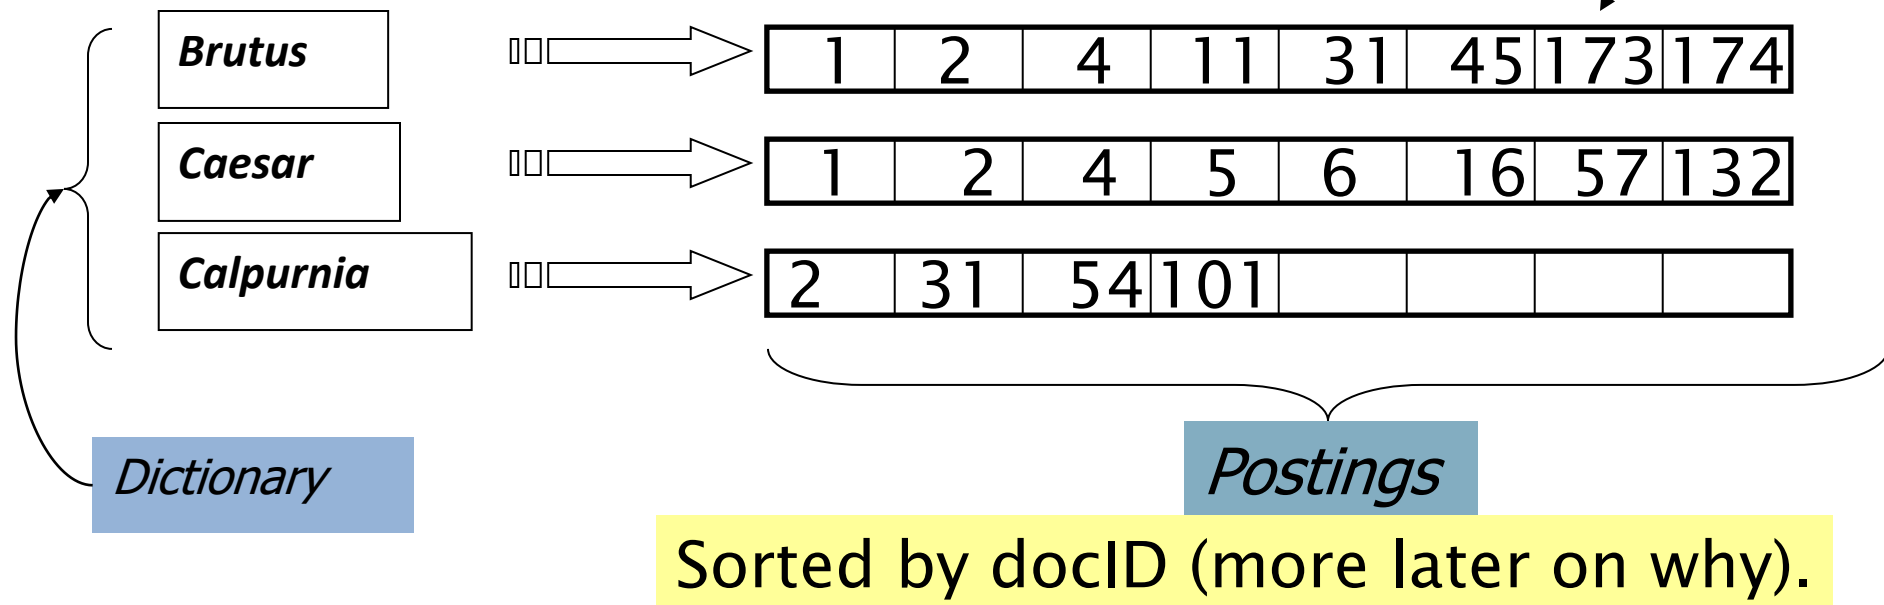 Brutus 1 2 4 11 31 45 173 174
Caesar 1 2 4 5 6 16 57 132
Calpurnia 2 31 54 101
Dictionary
Postings
Sorted by docID (more later on why).